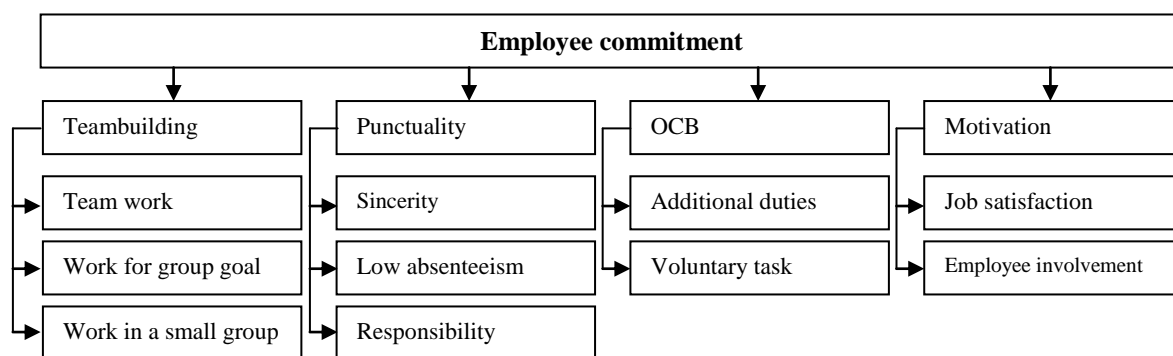 Employee commitment
Teambuilding
Punctuality
OCB
Motivation
Team work
Sincerity
Additional duties
Job satisfaction
Work for group goal
Low absenteeism
Voluntary task
Employee involvement
Work in a small group
Responsibility